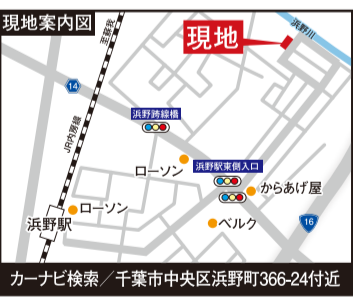 現地案内図
至蘇我
現地
浜野川
14
浜野跨線橋
JR内房線
ローソン
浜野駅東側入口
からあげ屋
ローソン
浜野駅
ベルク
16
カーナビ検索／千葉市中央区浜野町366-24付近